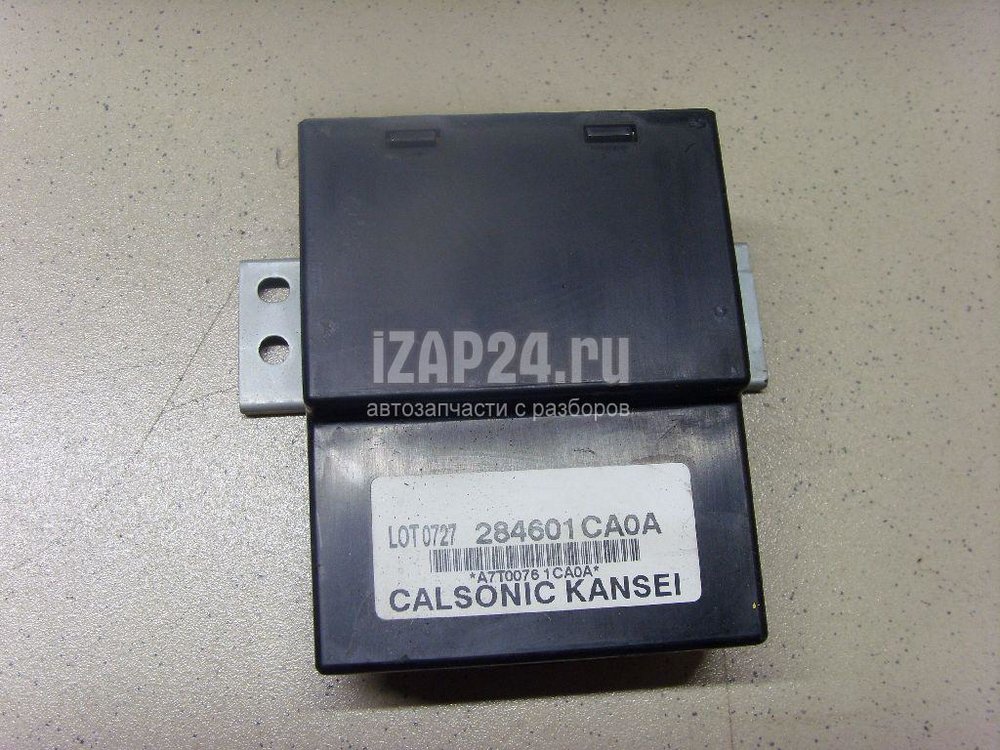 iZAP24.ru
автозапчасти с разборов
LOT 0727 284601CA0A
*A7T0076 1CA0A*
CALSONIC KANSEI